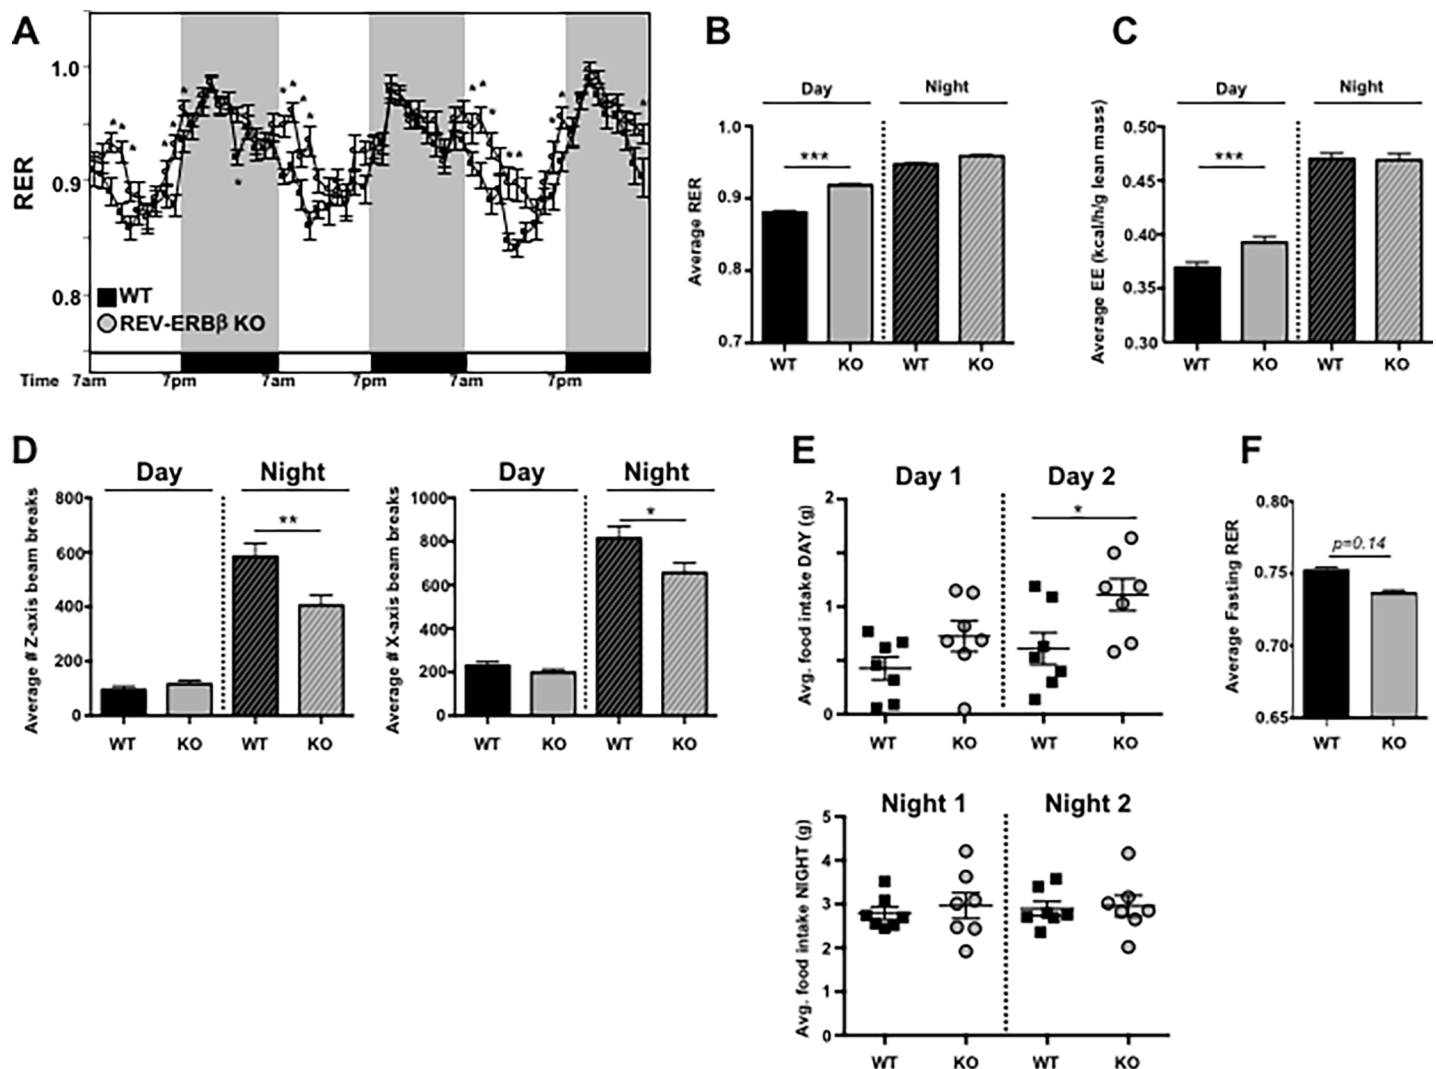 A
RER
1.0
0.9
0.8
WT
REV-ERBβ KO
Time 7am 7pm 7am 7pm 7am 7pm
B
Day Night
Average RER
1.0
0.9
0.8
0.7
***
WT KO WT KO
C
Day Night
Average EE (kcal/h/g lean mass)
0.50
0.45
0.40
0.35
0.30
***
WT KO WT KO
D
Day Night
Average # Z-axis beam breaks
800
600
400
200
0
**
WT KO WT KO
Day Night
Average # X-axis beam breaks
1000
800
600
400
200
0
*
WT KO WT KO
E
Day 1 Day 2
Avg. food intake DAY (g)
2
1
0
*
WT KO WT KO
Night 1 Night 2
Avg. food intake NIGHT (g)
5
4
3
2
1
0
WT KO WT KO
F
Average Fasting RER
0.80
0.75
0.70
0.65
p=0.14
WT KO